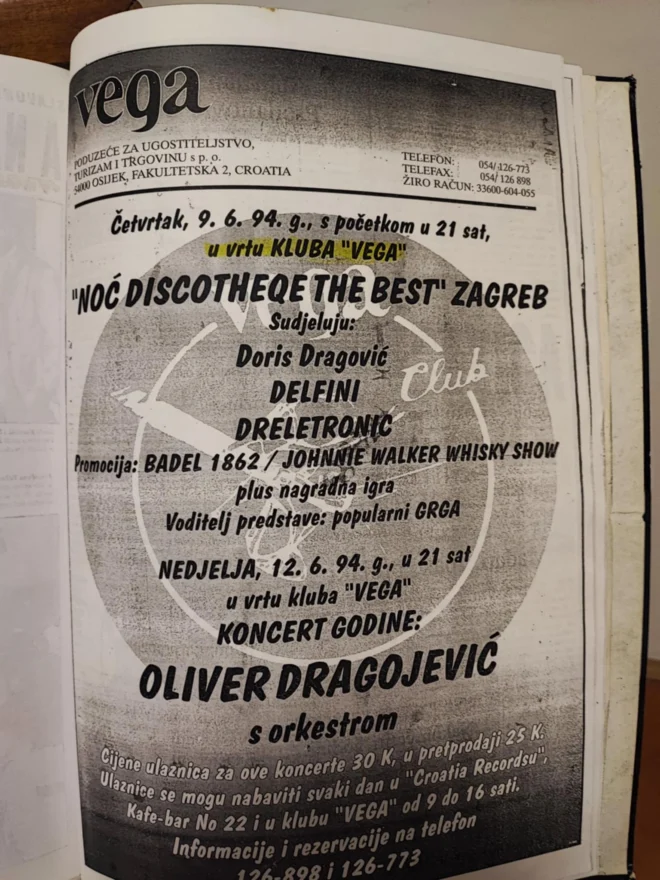 vega
PODUZEĆE ZA UGOSTITELJSTVO,
TURIZAM I TRGOVINU s p. o.
54000 OSIJEK, FAKULTETSKA 2, CROATIA
TELEFON: 054/126-773
TELEFAX: 054/ 126 898
ŽIRO RAČUN: 33600-604-055
Četvrtak, 9. 6. 94. g., s početkom u 21 sat,
u vrtu KLUBA "VEGA"
"NOĆ DISCOTHEQE THE BEST" ZAGREB
Sudjeluju:
Doris Dragović
DELFINI
DRELETRONIC
Promocija: BADEL 1862 / JOHNNIE WALKER WHISKY SHOW
plus nagradna igra
Voditelj predstave: popularni GRGA
vega
Club
NEDJELJA, 12. 6. 94. g., u 21 sat
u vrtu kluba "VEGA"
KONCERT GODINE:
OLIVER DRAGOJEVIĆ
s orkestrom
Cijene ulaznica za ove koncerte 30 K, u pretprodaji 25 K.
Ulaznice se mogu nabaviti svaki dan u "Croatia Recordsu",
Kafe-bar No 22 i u klubu "VEGA" od 9 do 16 sati.
Informacije i rezervacije na telefon
126-898 i 126-773